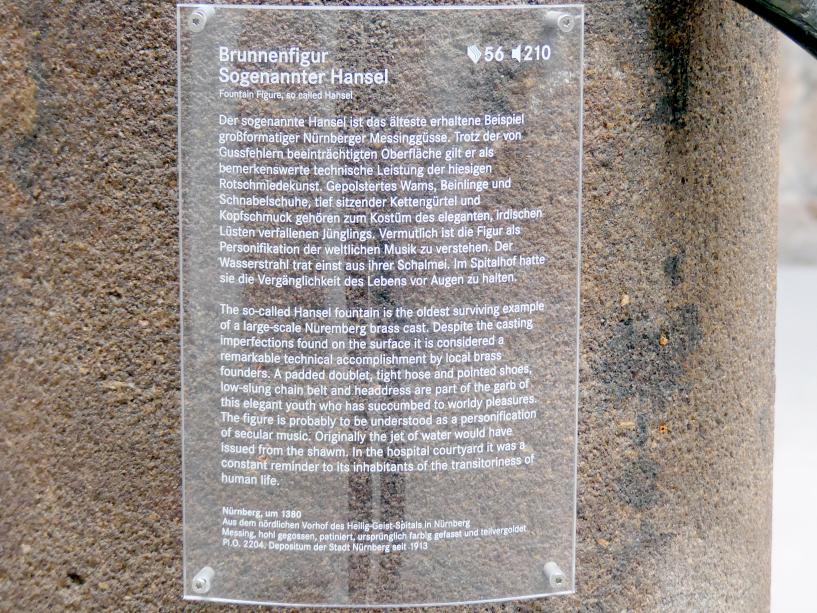 Brunnenfigur
56 210
Sogenannter Hansel
Fountain Figure, so called Hansel
Der sogenannte Hansel ist das älteste erhaltene Beispiel
großformatiger Nürnberger Messinggüsse. Trotz der von
Gussfehlern beeinträchtigten Oberfläche gilt er als
bemerkenswerte technische Leistung der hiesigen
Rotschmiedekunst. Gepolstertes Wams, Beinlinge und
Schnabelschuhe, tief sitzender Kettengürtel und
Kopfschmuck gehören zum Kostüm des eleganten, irdischen
Lüsten verfallenen Jünglings. Vermutlich ist die Figur als
Personifikation der weltlichen Musik zu verstehen. Der
Wasserstrahl trat einst aus ihrer Schalmei. Im Spitalhof hatte
sie die Vergänglichkeit des Lebens vor Augen zu halten.
The so-called Hansel fountain is the oldest surviving example
of a large-scale Nuremberg brass cast. Despite the casting
imperfections found on the surface it is considered a
remarkable technical accomplishment by local brass
founders. A padded doublet, tight hose and pointed shoes,
low-slung chain belt and headdress are part of the garb of
this elegant youth who has succumbed to worldy pleasures.
The figure is probably to be understood as a personification
of secular music. Originally the jet of water would have
issued from the shawm. In the hospital courtyard it was a
constant reminder to its inhabitants of the transitoriness of
human life.
Nürnberg, um 1380
Aus dem nördlichen Vorhof des Heilig-Geist-Spitals in Nürnberg
Messing, hohl gegossen, patiniert, ursprünglich farbig gefasst und teilvergoldet
Pl.O. 2204. Depositum der Stadt Nürnberg seit 1913